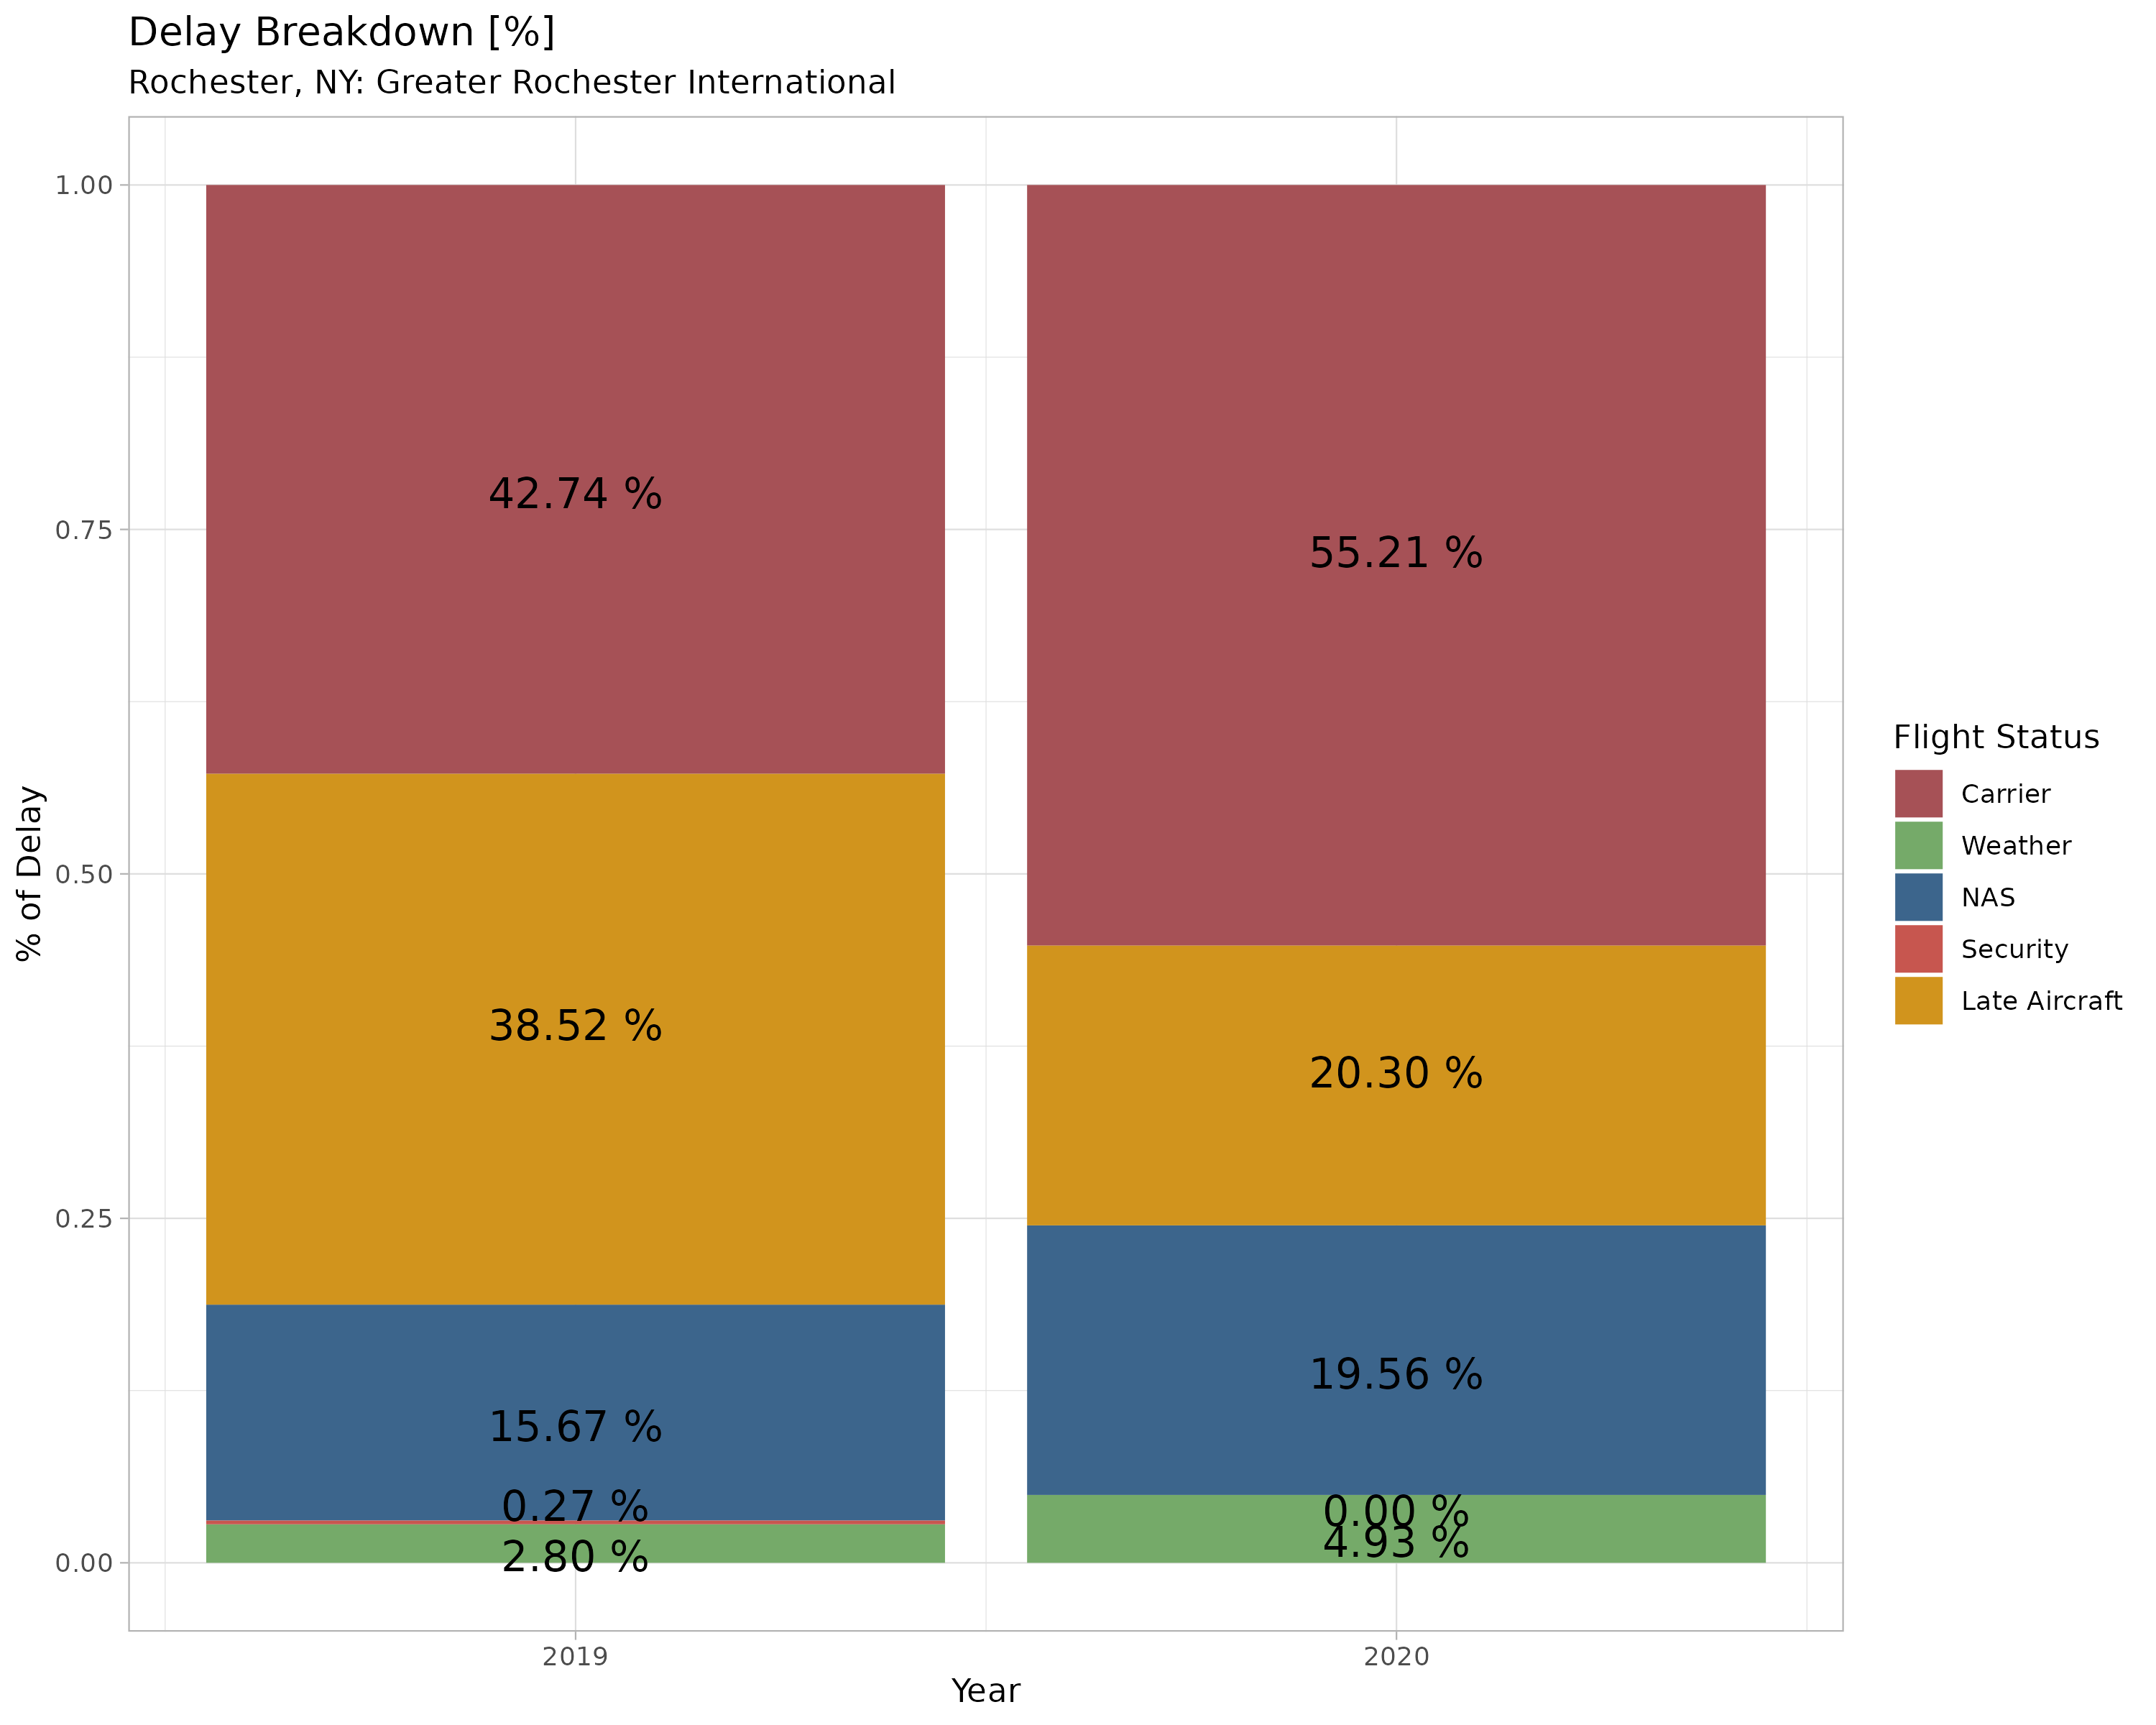 Delay Breakdown [%]
Rochester, NY: Greater Rochester International
% of Delay
1.00
0.75
0.50
0.25
0.00
42.74 %
38.52 %
15.67 %
0.27 %
2.80 %
55.21 %
20.30 %
19.56 %
0.00 %
4.93 %
2019
2020
Year
Flight Status
Carrier
Weather
NAS
Security
Late Aircraft